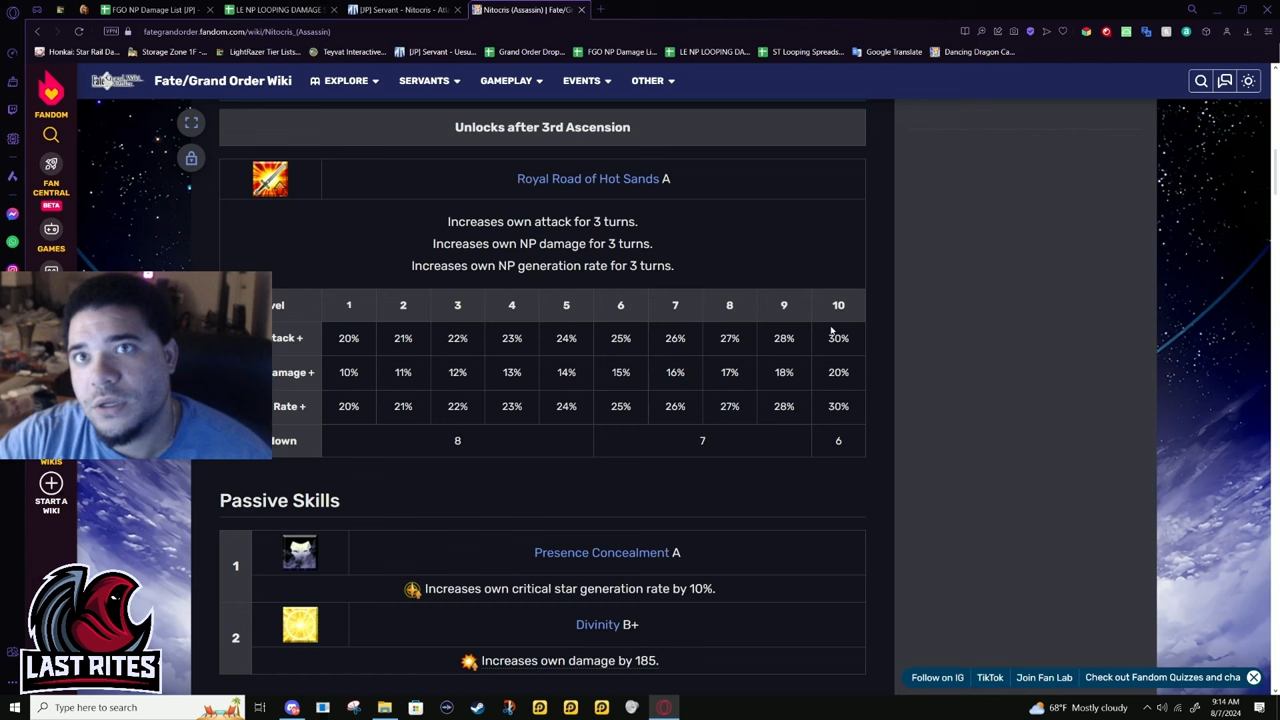 FGO NP Damage List [JP] -
LE NP LOOPING DAMAGE
[JP] Servant - Nitocris - Atl
Nitocris (Assassin) | Fate/G
VPN
fategrandorder.fandom.com/wiki/Nitocris_(Assassin)
Honkai: Star Rail Da...
Storage Zone 1F -...
LightRazer Tier Lists...
Teyvat Interactive...
[JP] Servant - Uesu...
Grand Order Drop...
FGO NP Damage Li...
LE NP LOOPING DA...
ST Looping Spreads...
Google Translate
Dancing Dragon Ca...
Fate/Grand Order Wiki
EXPLORE
SERVANTS
GAMEPLAY
EVENTS
OTHER
FANDOM
FAN
CENTRAL
BETA
GAMES
WIKIS
START A
WIKI
Unlocks after 3rd Ascension
Royal Road of Hot Sands A
Increases own attack for 3 turns.
Increases own NP damage for 3 turns.
Increases own NP generation rate for 3 turns.
vel 1 2 3 4 5 6 7 8 9 10
tack + 20% 21% 22% 23% 24% 25% 26% 27% 28% 30%
amage + 10% 11% 12% 13% 14% 15% 16% 17% 18% 20%
Rate + 20% 21% 22% 23% 24% 25% 26% 27% 28% 30%
down 8 7 6
Passive Skills
1 Presence Concealment A
Increases own critical star generation rate by 10%.
2 Divinity B+
Increases own damage by 185.
LAST RITES
Follow on IG TikTok Join Fan Lab Check out Fandom Quizzes and cha
Type here to search
68°F Mostly cloudy
9:14 AM
8/7/2024